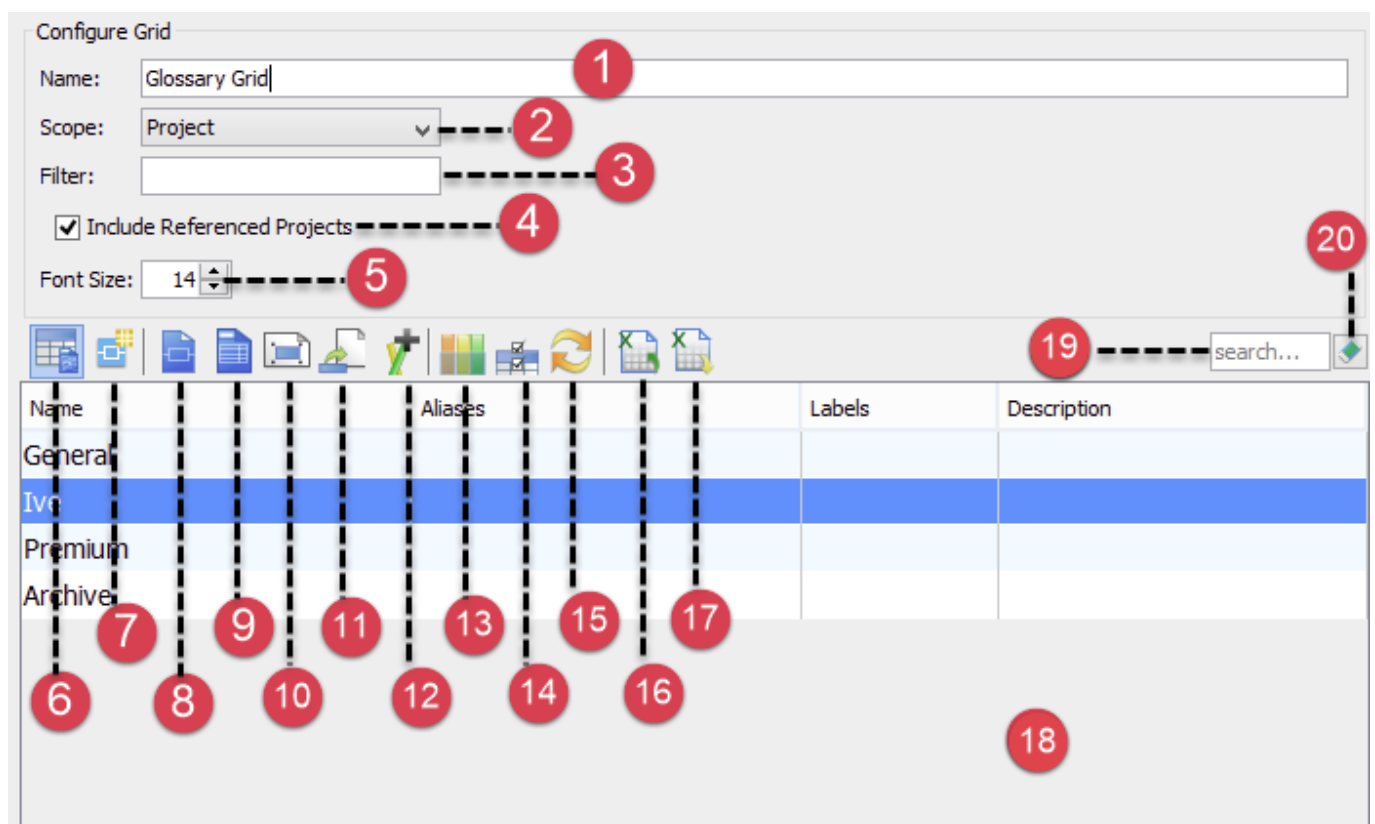 Configure Grid
Name: Glossary Grid 1
Scope: Project 2
Filter: 3
Include Referenced Projects 4
20
Font Size: 14 5
19 search...
Name Aliases Labels Description
General
Ive
Premium
Archive
7 9 11 13 15 17
6 8 10 12 14 16
18